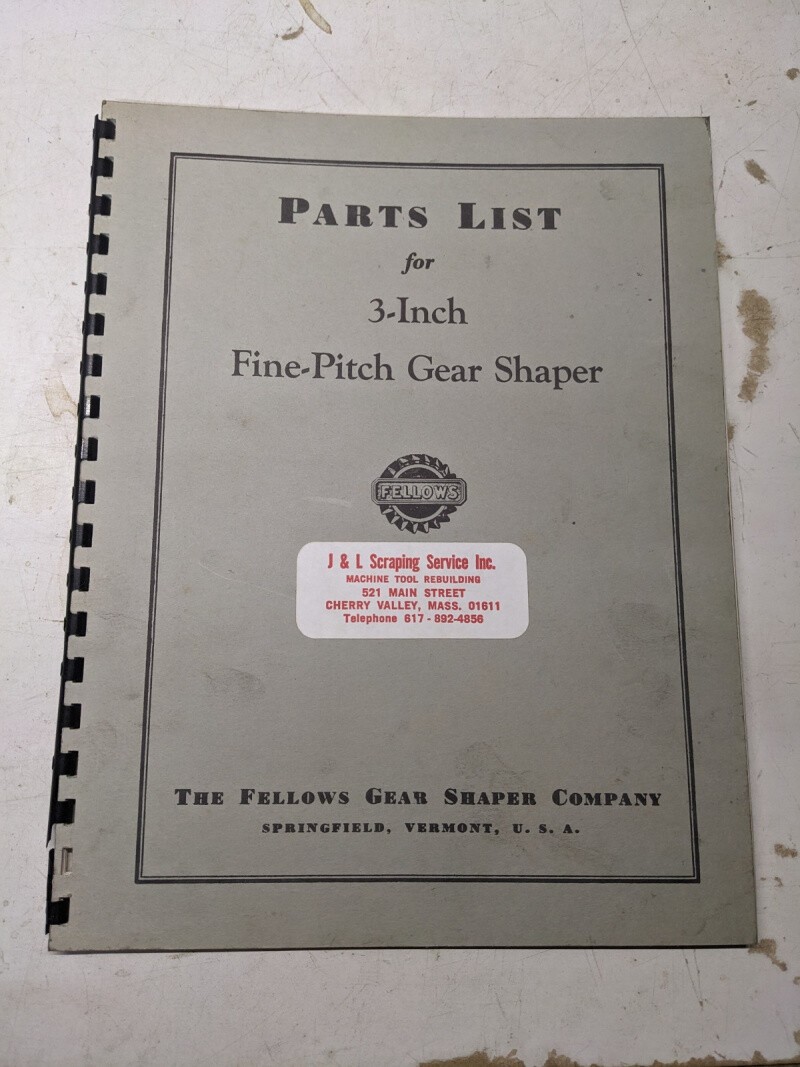 PARTS LIST
for
3-Inch
Fine-Pitch Gear Shaper
FELLOWS
J & L Scraping Service Inc.
MACHINE TOOL REBUILDING
521 MAIN STREET
CHERRY VALLEY, MASS. 01611
Telephone 617-892-4856
THE FELLOWS GEAR SHAPER COMPANY
SPRINGFIELD, VERMONT, U. S. A.